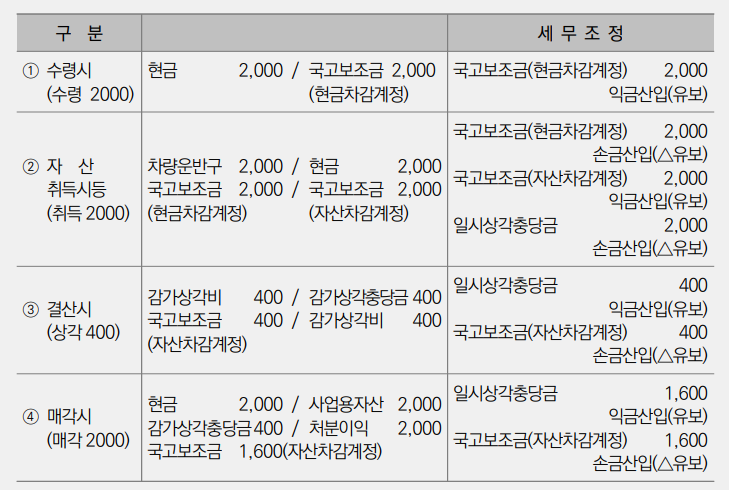 구 분 세 무 조 정
① 수령시 현금 2,000 / 국고보조금 2,000 국고보조금(현금차감계정) 2,000
(수령 2000) (현금차감계정) 익금산입(유보)
국고보조금(현금차감계정) 2,000
손금산입(△유보)
② 자 산 차량운반구 2,000 / 현금 2,000 국고보조금(자산차감계정) 2,000
취득시등 국고보조금 2,000 / 국고보조금 2,000 익금산입(유보)
(취득 2000) (현금차감계정) (자산차감계정) 일시상각충당금 2,000
손금산입(△유보)
일시상각충당금 400
③ 결산시 감가상각비 400 / 감가상각충당금 400 익금산입(유보)
(상각 400) 국고보조금 400 / 감가상각비 400 국고보조금(자산차감계정) 400
(자산차감계정) 손금산입(△유보)
일시상각충당금 1,600
④ 매각시 현금 2,000 / 사업용자산 2,000 익금산입(유보)
(매각 2000) 감가상각충당금 400 / 처분이익 2,000 국고보조금(자산차감계정) 1,600
국고보조금 1,600(자산차감계정) 손금산입(△유보)